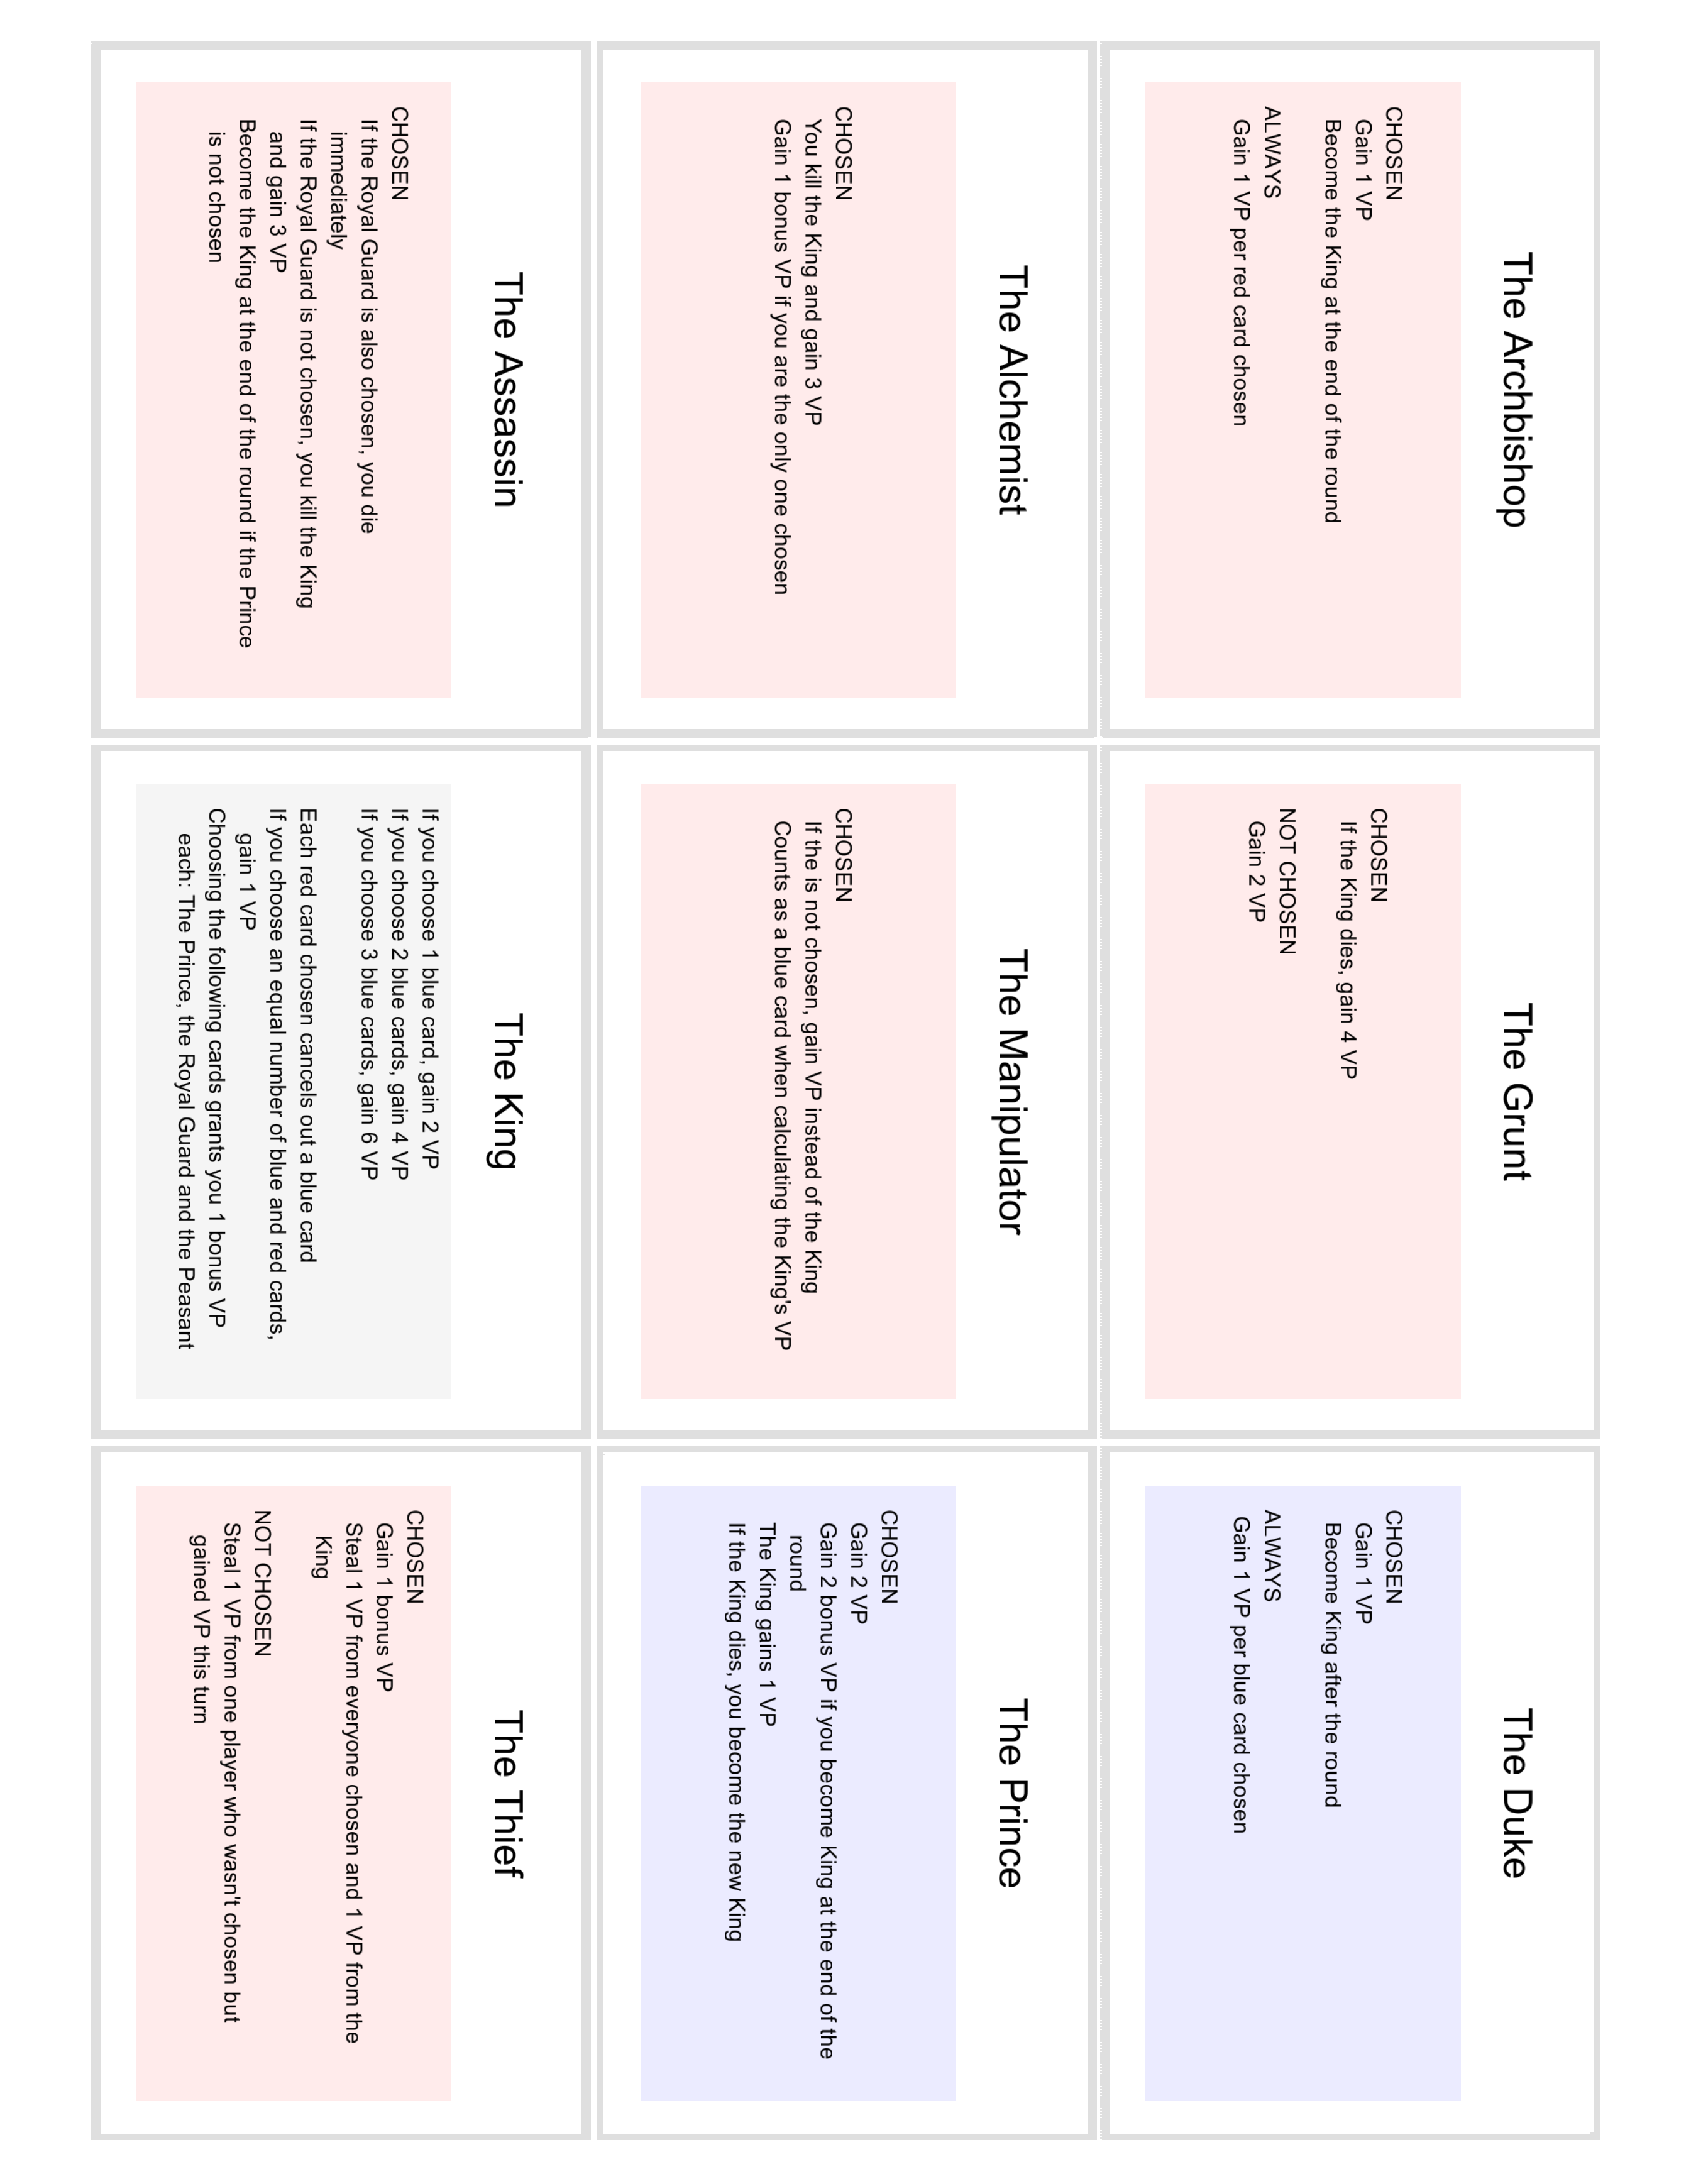 The Archbishop
CHOSEN
Gain 1 VP
Become the King at the end of the round
ALWAYS
Gain 1 VP per red card chosen
The Grunt
CHOSEN
If the King dies, gain 4 VP
NOT CHOSEN
Gain 2 VP
The Duke
CHOSEN
Gain 1 VP
Become King after the round
ALWAYS
Gain 1 VP per blue card chosen
The Alchemist
CHOSEN
You kill the King and gain 3 VP
Gain 1 bonus VP if you are the only one chosen
The Manipulator
CHOSEN
If the is not chosen, gain VP instead of the King
Counts as a blue card when calculating the King's VP
The Prince
CHOSEN
Gain 2 VP
Gain 2 bonus VP if you become King at the end of the
round
The King gains 1 VP
If the King dies, you become the new King
The Assassin
CHOSEN
If the Royal Guard is also chosen, you die
immediately
If the Royal Guard is not chosen, you kill the King
and gain 3 VP
Become the King at the end of the round if the Prince
is not chosen
The King
If you choose 1 blue card, gain 2 VP
If you choose 2 blue cards, gain 4 VP
If you choose 3 blue cards, gain 6 VP
Each red card chosen cancels out a blue card
If you choose an equal number of blue and red cards,
gain 1 VP
Choosing the following cards grants you 1 bonus VP
each: The Prince, the Royal Guard and the Peasant
The Thief
CHOSEN
Gain 1 bonus VP
Steal 1 VP from everyone chosen and 1 VP from the
King
NOT CHOSEN
Steal 1 VP from one player who wasn't chosen but
gained VP this turn